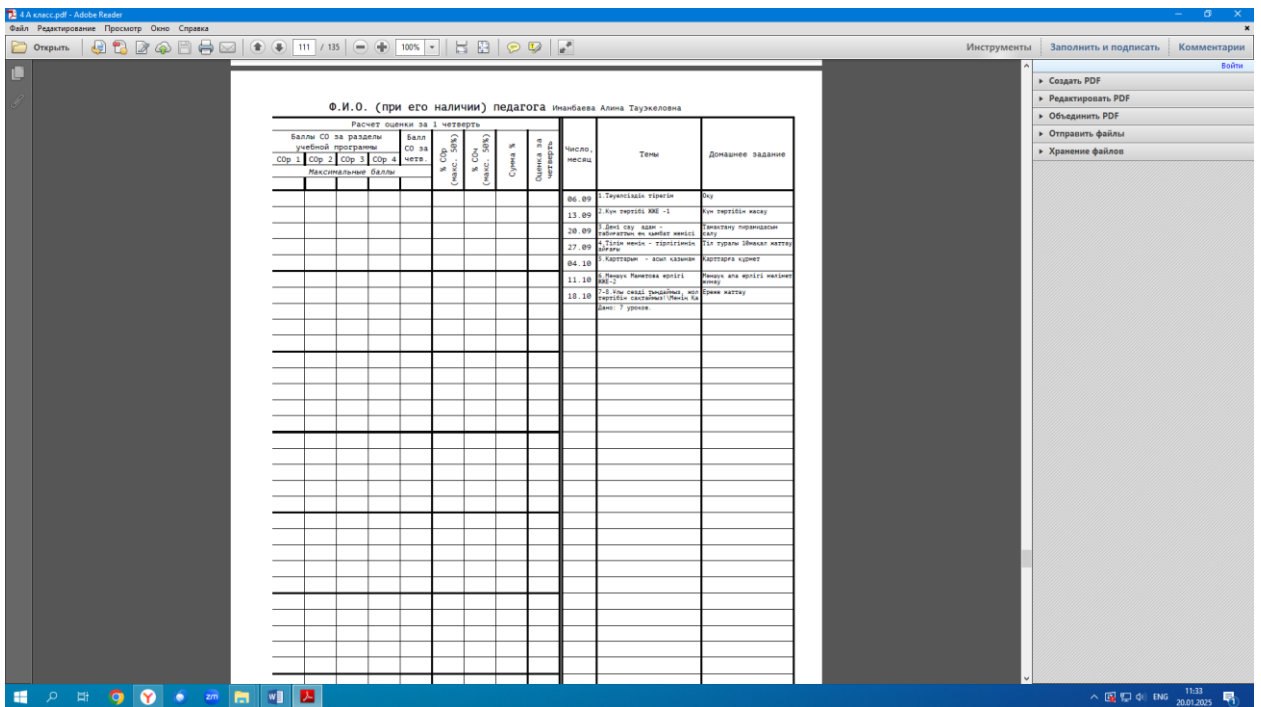 4 А класс.pdf - Adobe Reader
Файл Редактирование Просмотр Окно Справка
Открыть 111 / 135 100% Инструменты Заполнить и подписать Комментарии
Войти
Создать PDF
Редактировать PDF
Объединить PDF
Отправить файлы
Хранение файлов
Ф.И.О. (при его наличии) педагога Иманбаева Алина Тауэкеловна
Расчет оценки за 1 четверть
Баллы СО за разделы учебной программы
Балл СО за четв.
% СОр (макс. 50%)
% СОч (макс. 50%)
Сумма %
Оценка за четверть
Число, месяц
Темы
Домашнее задание
СОр 1 СОр 2 СОр 3 СОр 4
Максимальные баллы
06.09 1.Тәуелсіздік тірегім Оқу
13.09 2.Күн тәртібі ЖЖЕ -1 Күн тәртібін жасау
20.09 3.Дені сау адам - Тамақтану пирамидасын
табиғаттың ең қымбат жемісі салу
27.09 4.Тілім менің - тірлігімнің Тіл туралы 10мақал жаттау
айғағы
04.10 5.Қарттарым - асыл қазынам Қарттарға құрмет
11.10 6.Мәншүк Маметова ерлігі Мәншүк апа ерлігі мәлімет
ЖЖЕ-2 жинау
18.10 7-8.Ұлы сөзді тыңдаймыз, жол Ереже жаттау
тәртібін сақтаймыз!\Менің Қа
Дано: 7 уроков.
zm
ENG
11:33
20.01.2025